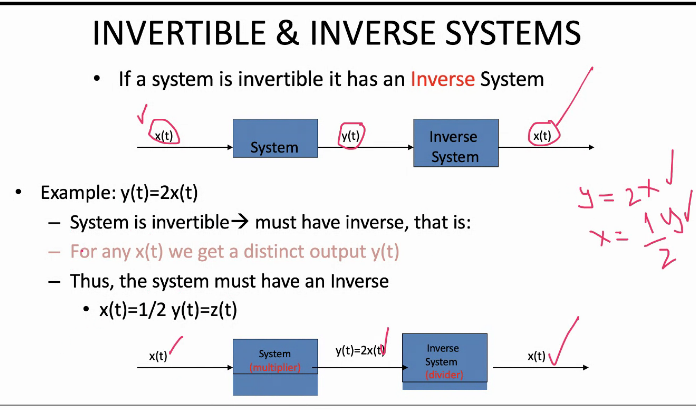 INVERTIBLE & INVERSE SYSTEMS
• If a system is invertible it has an Inverse System
x(t)
System
y(t)
Inverse
System
x(t)
• Example: y(t)=2x(t)
– System is invertible→ must have inverse, that is:
– For any x(t) we get a distinct output y(t)
– Thus, the system must have an Inverse
• x(t)=1/2 y(t)=z(t)
y = 2x
x = 1/2 y
x(t)
System
(multiplier)
y(t)=2x(t)
Inverse
System
(divider)
x(t)